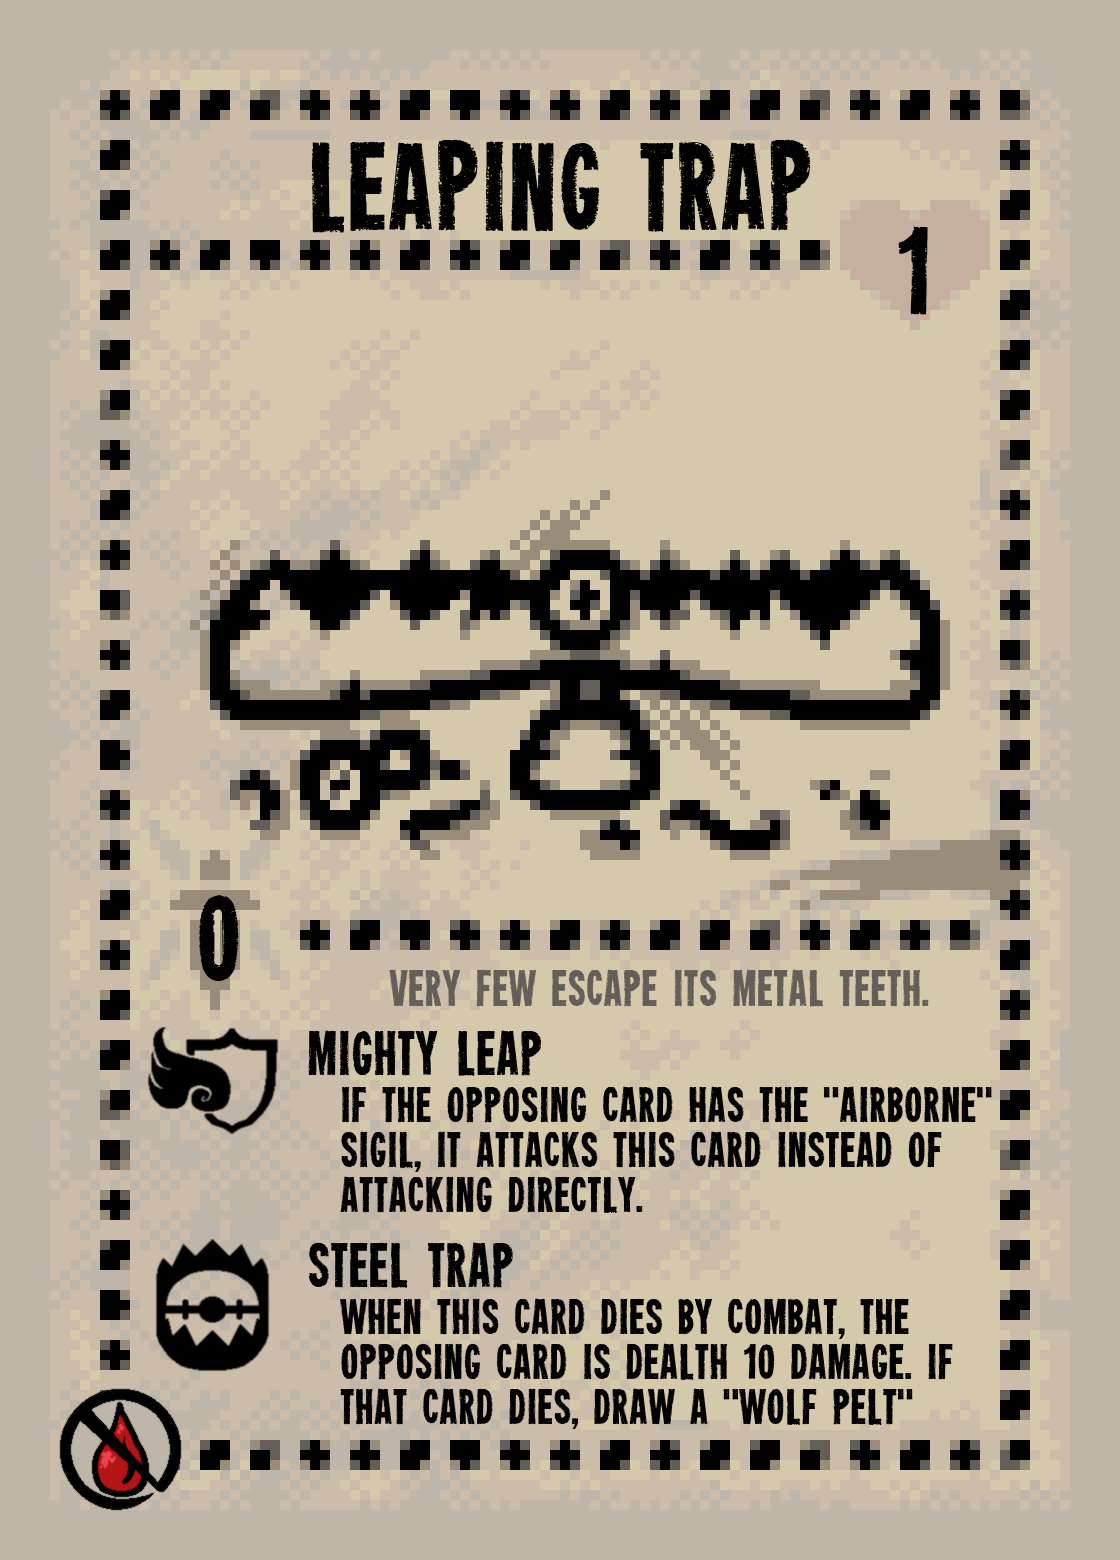 LEAPING TRAP
1
0
VERY FEW ESCAPE ITS METAL TEETH.
MIGHTY LEAP
IF THE OPPOSING CARD HAS THE "AIRBORNE"
SIGIL, IT ATTACKS THIS CARD INSTEAD OF
ATTACKING DIRECTLY.
STEEL TRAP
WHEN THIS CARD DIES BY COMBAT, THE
OPPOSING CARD IS DEALTH 10 DAMAGE. IF
THAT CARD DIES, DRAW A "WOLF PELT"